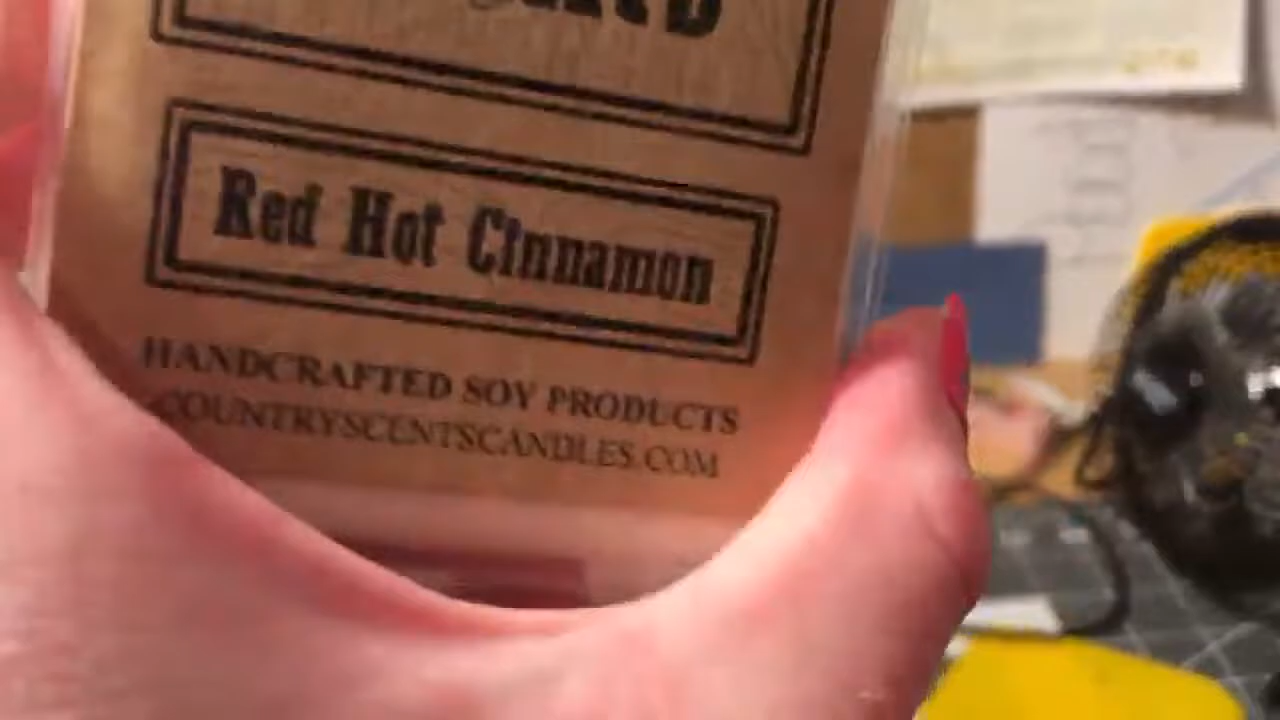 Red Hot Cinnamon
HANDCRAFTED SOY PRODUCTS
COUNTRYSCENTSCANDLES.COM